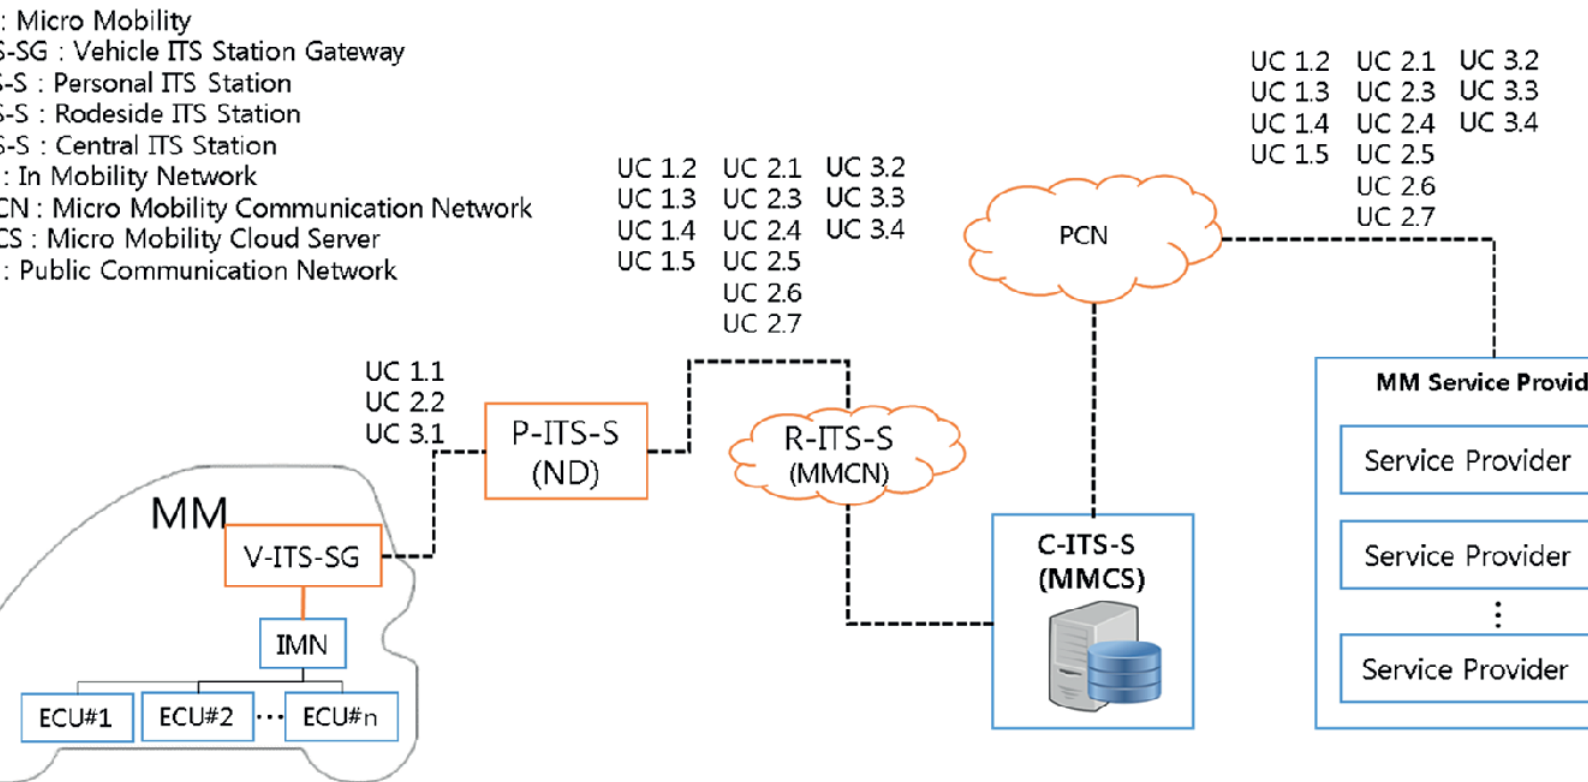 : Micro Mobility
S-SG : Vehicle ITS Station Gateway
S-S : Personal ITS Station
S-S : Rodeside ITS Station
S-S : Central ITS Station
: In Mobility Network
CN : Micro Mobility Communication Network
CS : Micro Mobility Cloud Server
: Public Communication Network
UC 1.2 UC 2.1 UC 3.2
UC 1.3 UC 2.3 UC 3.3
UC 1.4 UC 2.4 UC 3.4
UC 1.5 UC 2.5
UC 2.6
UC 2.7
UC 1.2 UC 2.1 UC 3.2
UC 1.3 UC 2.3 UC 3.3
UC 1.4 UC 2.4 UC 3.4
UC 1.5 UC 2.5
UC 2.6
UC 2.7
PCN
UC 1.1
UC 2.2
UC 3.1
P-ITS-S
(ND)
R-ITS-S
(MMCN)
MM
V-ITS-SG
IMN
ECU#1 ECU#2 ··· ECU#n
C-ITS-S
(MMCS)
MM Service Provid
Service Provider
Service Provider
⋮
Service Provider